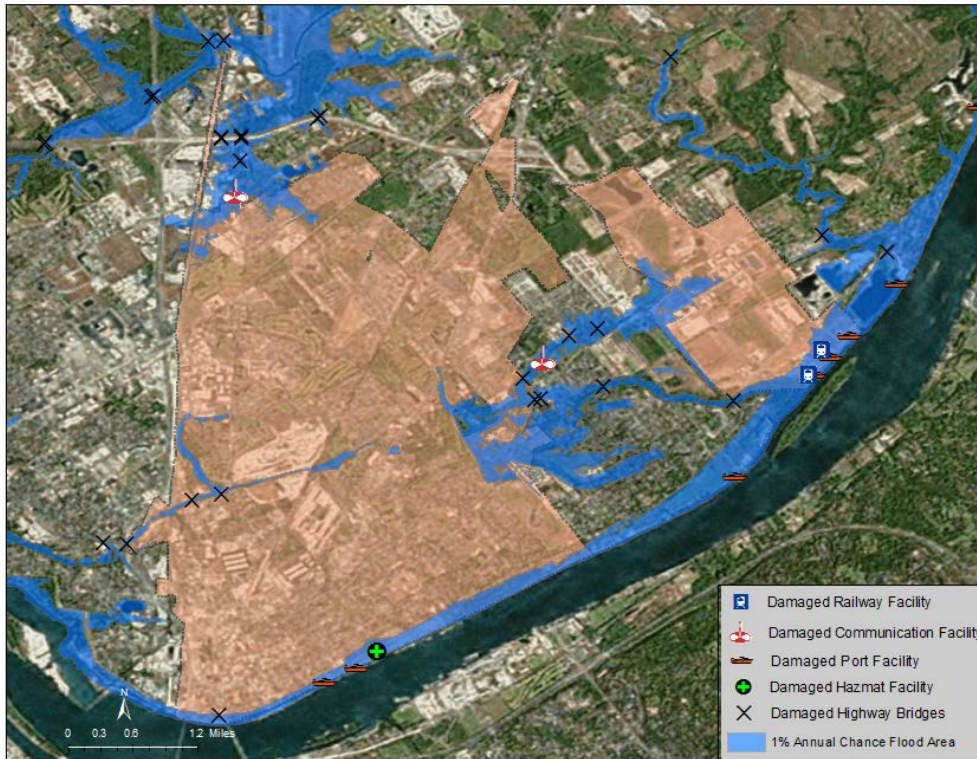 Damaged Railway Facility
Damaged Communication Facility
Damaged Port Facility
Damaged Hazmat Facility
Damaged Highway Bridges
1% Annual Chance Flood Area
N
0 0.3 0.6 1.2 Miles